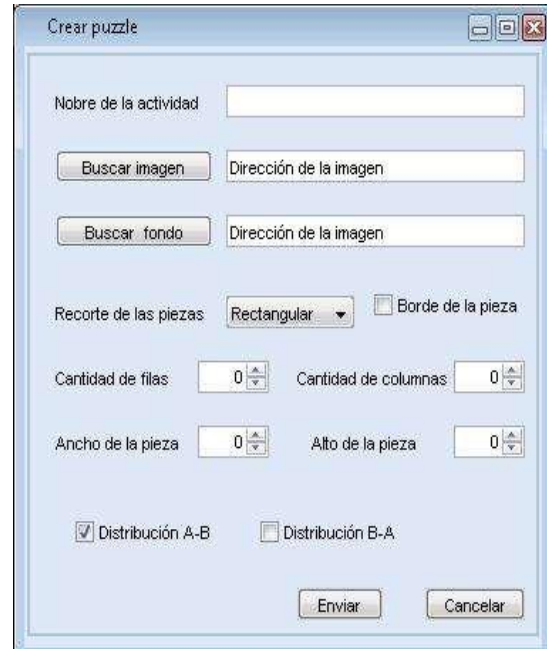 Crear puzzle
Nobre de la actividad
Buscar imagen Dirección de la imagen
Buscar fondo Dirección de la imagen
Recorte de las piezas Rectangular Borde de la pieza
Cantidad de filas 0 Cantidad de columnas 0
Ancho de la pieza 0 Alto de la pieza 0
Distribución A-B Distribución B-A
Enviar Cancelar